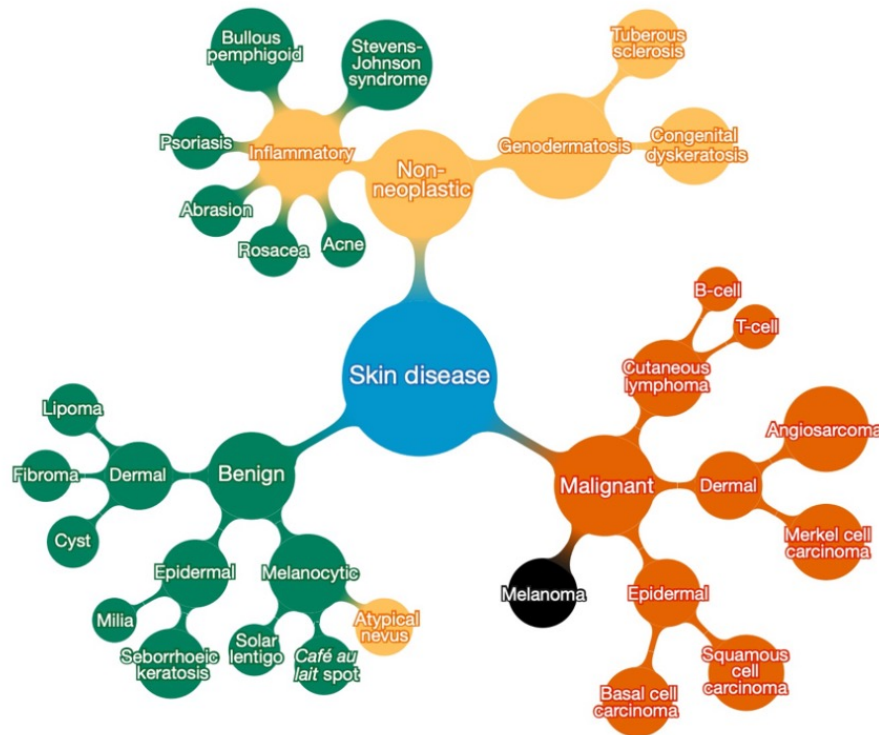 Bullous
pemphigoid
Stevens-
Johnson
syndrome
Tuberous
sclerosis
Psoriasis
Inflammatory
Genodermatosis
Congenital
dyskeratosis
Non-
neoplastic
Abrasion
Rosacea
Acne
B-cell
T-cell
Skin disease
Cutaneous
lymphoma
Lipoma
Angiosarcoma
Fibroma
Dermal
Benign
Malignant
Dermal
Cyst
Merkel cell
carcinoma
Epidermal
Melanocytic
Melanoma
Epidermal
Milia
Atypical
nevus
Seborrhoeic
keratosis
Solar
lentigo
Café au
lait spot
Squamous
cell
carcinoma
Basal cell
carcinoma